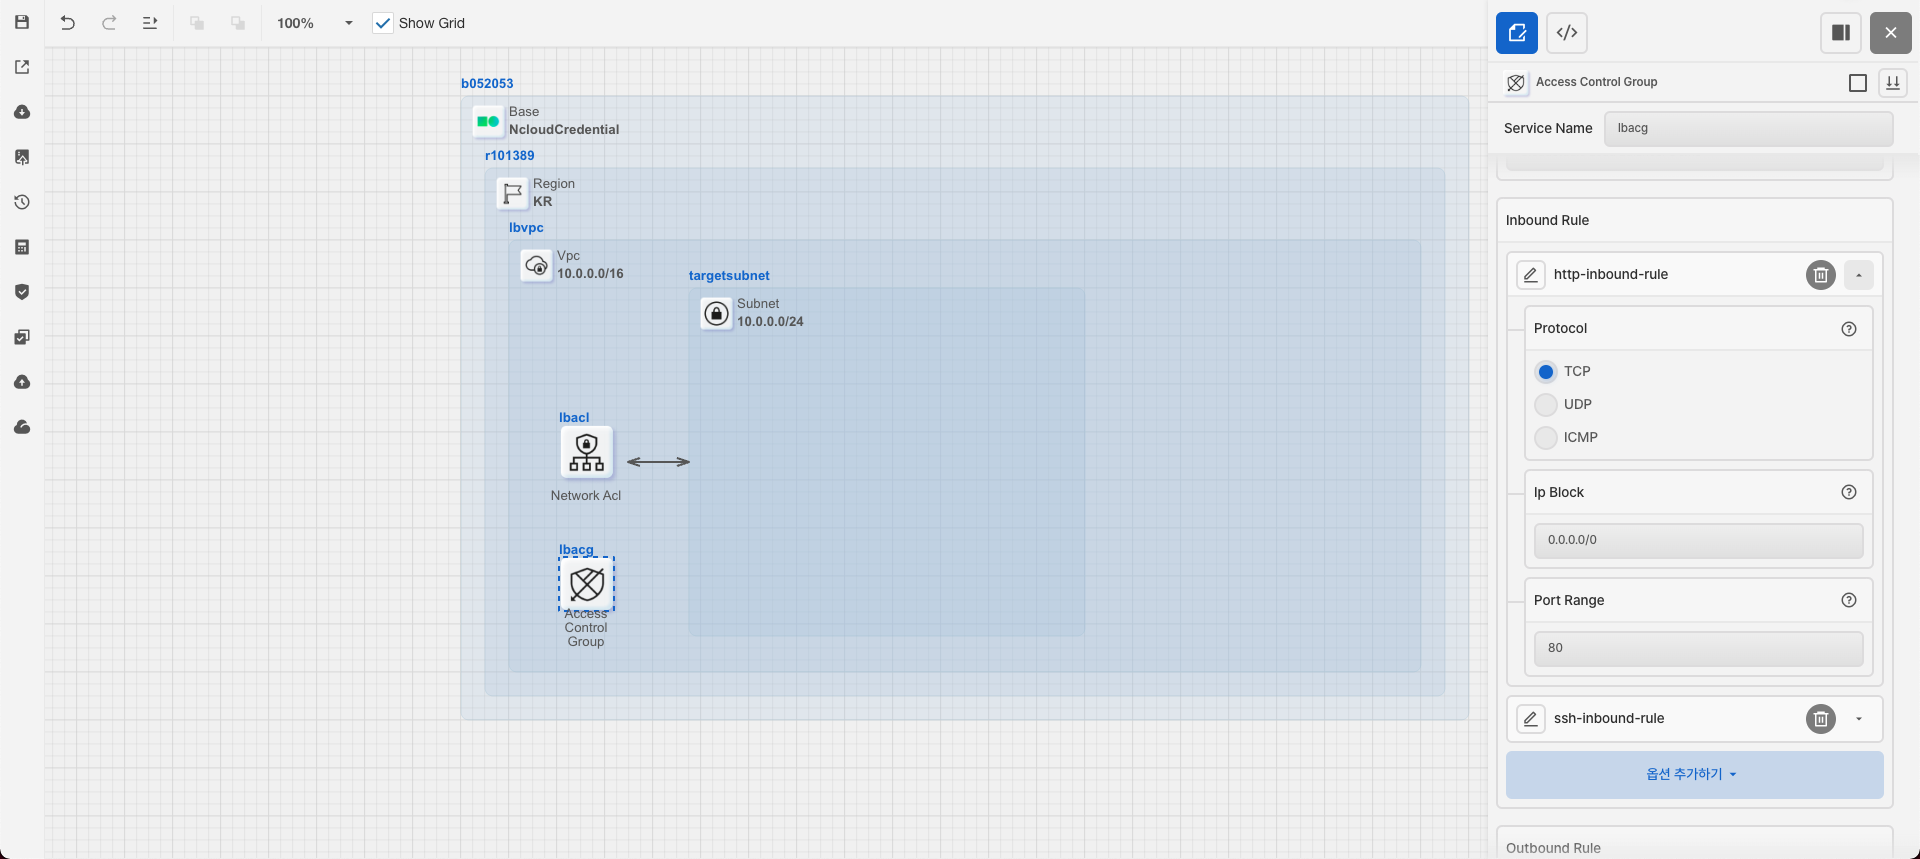 100%
Show Grid
b052053
Base
NcloudCredential
r101389
Region
KR
lbvpc
Vpc
10.0.0.0/16
targetsubnet
Subnet
10.0.0.0/24
lbacl
Network Acl
lbacg
Access
Control
Group
Access Control Group
Service Name
lbacg
Inbound Rule
http-inbound-rule
Protocol
TCP
UDP
ICMP
Ip Block
0.0.0.0/0
Port Range
80
ssh-inbound-rule
옵션 추가하기
Outbound Rule